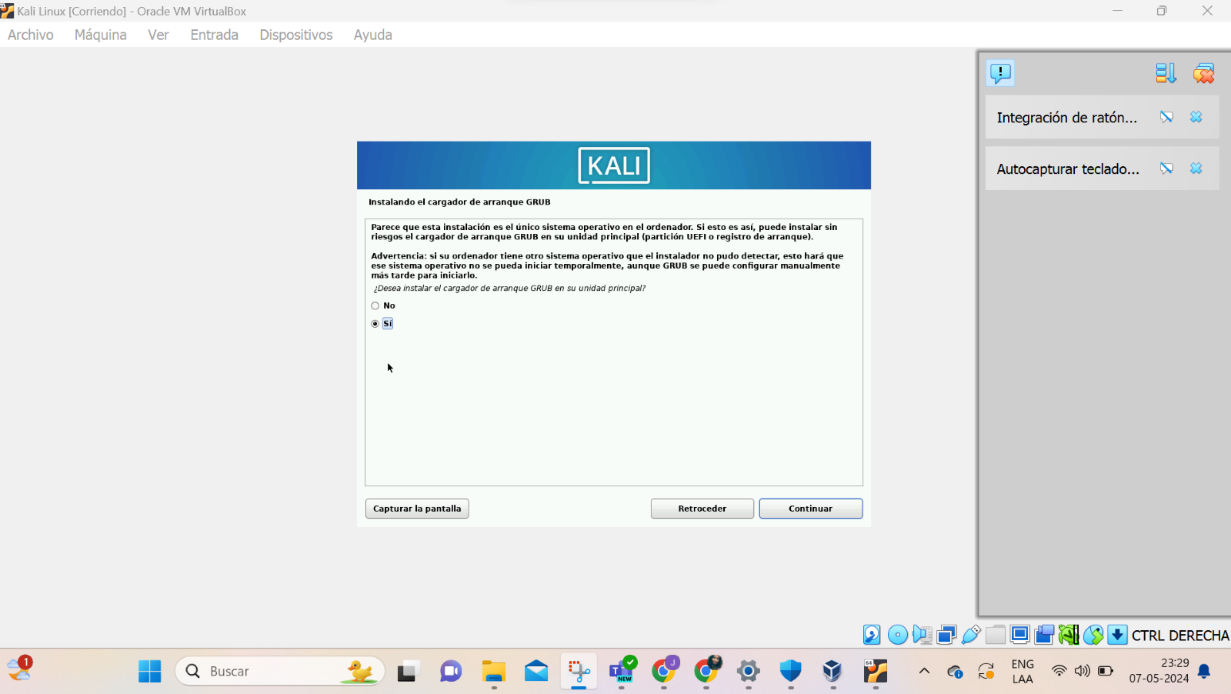 Kali Linux [Corriendo] - Oracle VM VirtualBox
Archivo Máquina Ver Entrada Dispositivos Ayuda
Integración de ratón...
Autocapturar teclado...
KALI
Instalando el cargador de arranque GRUB
Parece que esta instalación es el único sistema operativo en el ordenador. Si esto es así, puede instalar sin
riesgos el cargador de arranque GRUB en su unidad principal (partición UEFI o registro de arranque).
Advertencia: si su ordenador tiene otro sistema operativo que el instalador no pudo detectar, esto hará que
ese sistema operativo no se pueda iniciar temporalmente, aunque GRUB se puede configurar manualmente
más tarde para iniciarlo.
¿Desea instalar el cargador de arranque GRUB en su unidad principal?
No
Sí
Capturar la pantalla Retroceder Continuar
CTRL DERECHA
1 Buscar NEW J ENG 23:29
LAA 07-05-2024